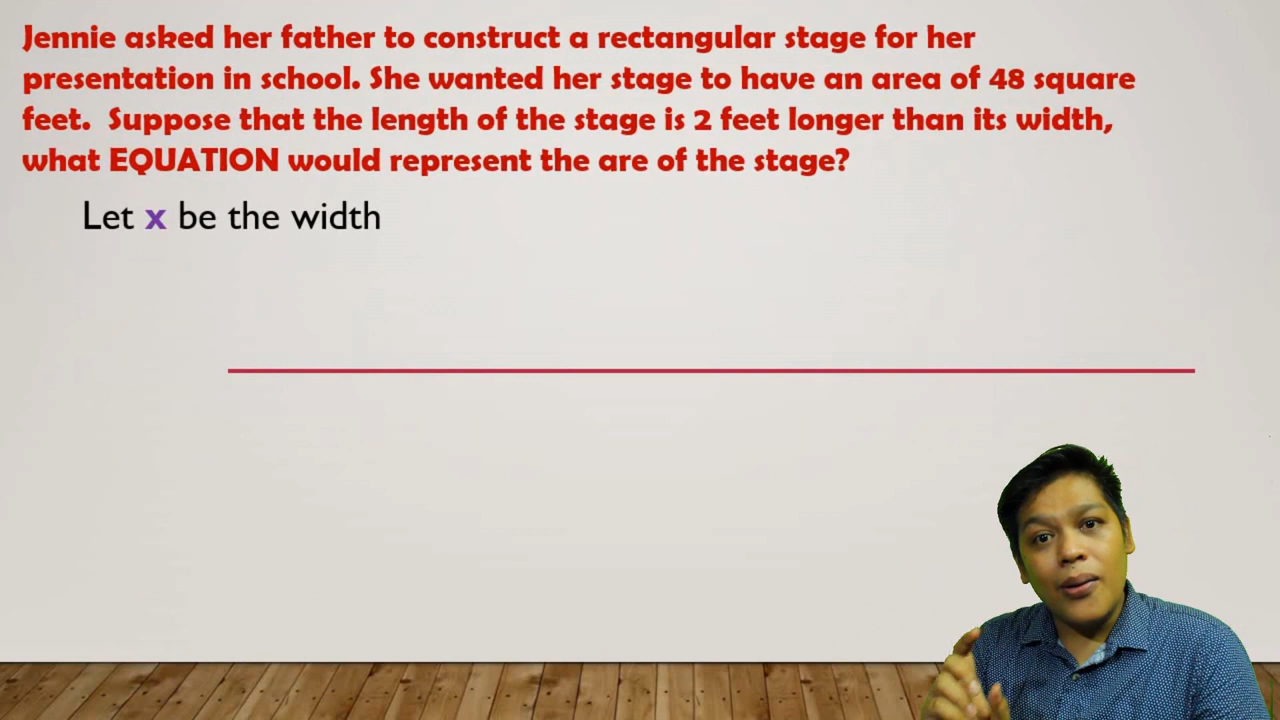 Jennie asked her father to construct a rectangular stage for her
presentation in school. She wanted her stage to have an area of 48 square
feet.  Suppose that the length of the stage is 2 feet longer than its width,
what EQUATION would represent the are of the stage?
Let x be the width